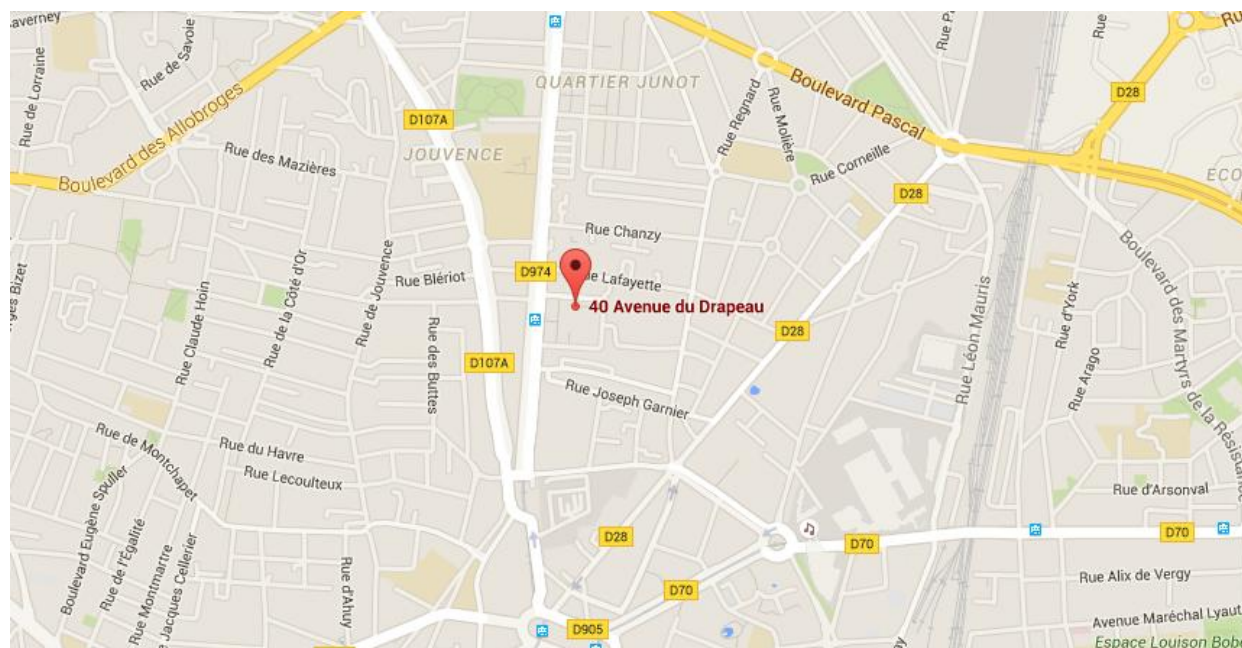 averney
Rue de Lorraine
Rue de Savoie
Boulevard des Allobroges
D107A
JOUVENCE
QUARTIER JUNOT
Rue Regnard
Rue Molière
Boulevard Pascal
Rue P
Rue
Ru
D28
Rue Corneille
D28
ECO
Rue des Mazières
Rue Chanzy
D974
e Lafayette
40 Avenue du Drapeau
Rue Blériot
Rue de Jouvence
Rue de la Côte d'Or
Rue Claude Hoin
rges Bizet
Rue des Buttes
D107A
D28
Rue Joseph Garnier
Rue Léon Mauris
Rue d'York
Rue Arago
Boulevard des Martyrs de la Résistance
Rue de Montchapet
Rue du Havre
Rue Lecoulteux
Rue d'Arsonval
Boulevard Eugène Spuller
Rue de l'Égalité
Rue Montmartre
e Jacques Cellerier
Rue d'Ahuy
D28
D70
D70
D70
D905
Rue Alix de Vergy
Avenue Maréchal Lyaut
Espace Louison Bobe